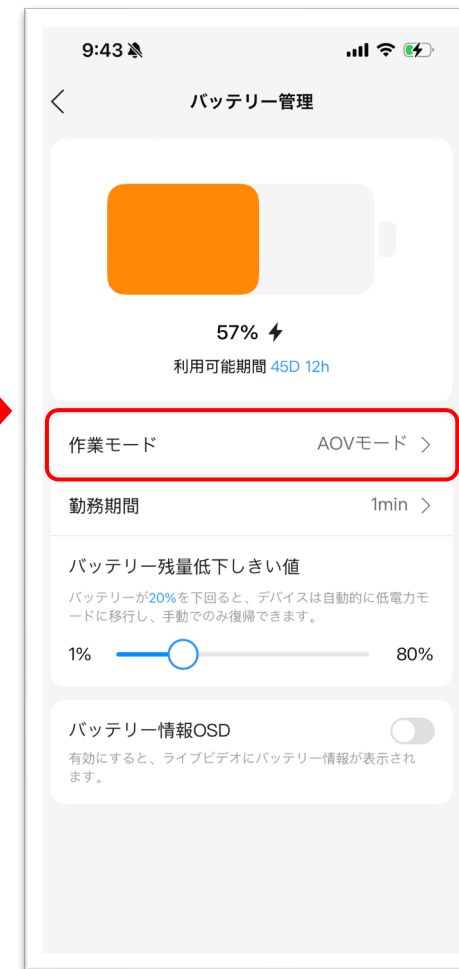 9:43
バッテリー管理
57%
利用可能期間 45D 12h
作業モード AOVモード
勤務期間 1min
バッテリー残量低下しきい値
バッテリーが20%を下回ると、デバイスは自動的に低電力モ
ードに移行し、手動でのみ復帰できます。
1% 80%
バッテリー情報OSD
有効にすると、ライブビデオにバッテリー情報が表示され
ます。